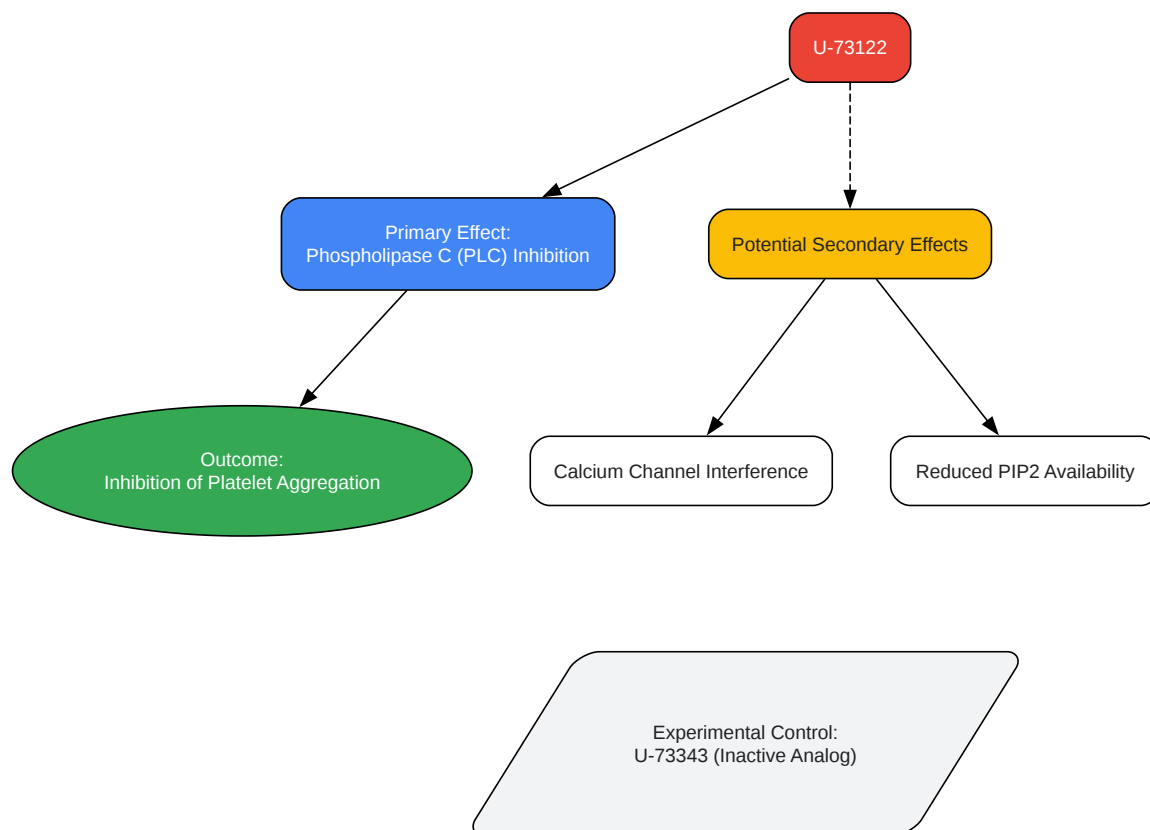 U-73122
Primary Effect:
Phospholipase C (PLC) Inhibition
Potential Secondary Effects
Outcome:
Inhibition of Platelet Aggregation
Calcium Channel Interference
Reduced PIP2 Availability
Experimental Control:
U-73343 (Inactive Analog)